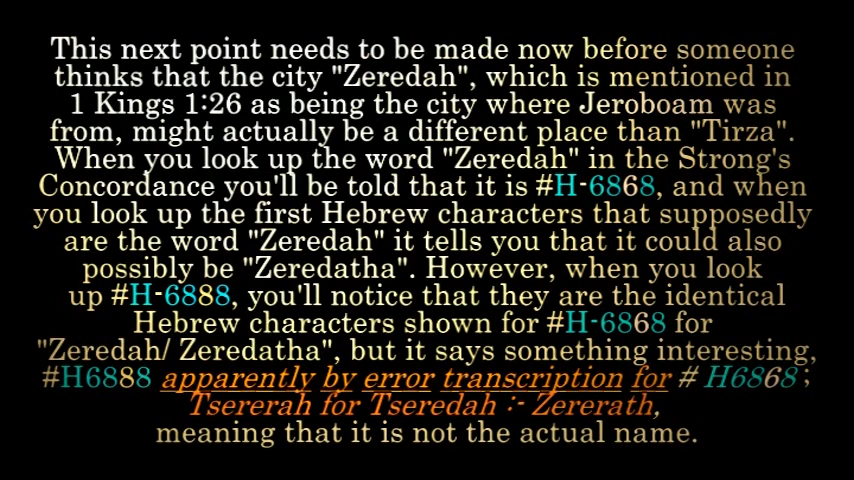 This next point needs to be made now before someone
thinks that the city "Zeredah", which is mentioned in
1 Kings 1:26 as being the city where Jeroboam was
from, might actually be a different place than "Tirza".
When you look up the word "Zeredah" in the Strong's
Concordance you'll be told that it is #H-6868, and when
you look up the first Hebrew characters that supposedly
are the word "Zeredah" it tells you that it could also
possibly be "Zeredatha". However, when you look
up #H-6888, you'll notice that they are the identical
Hebrew characters shown for #H-6868 for
"Zeredah/ Zeredatha", but it says something interesting,
#H6888 apparently by error transcription for # H6868 ;
Tsererah for Tseredah :- Zererath,
meaning that it is not the actual name.